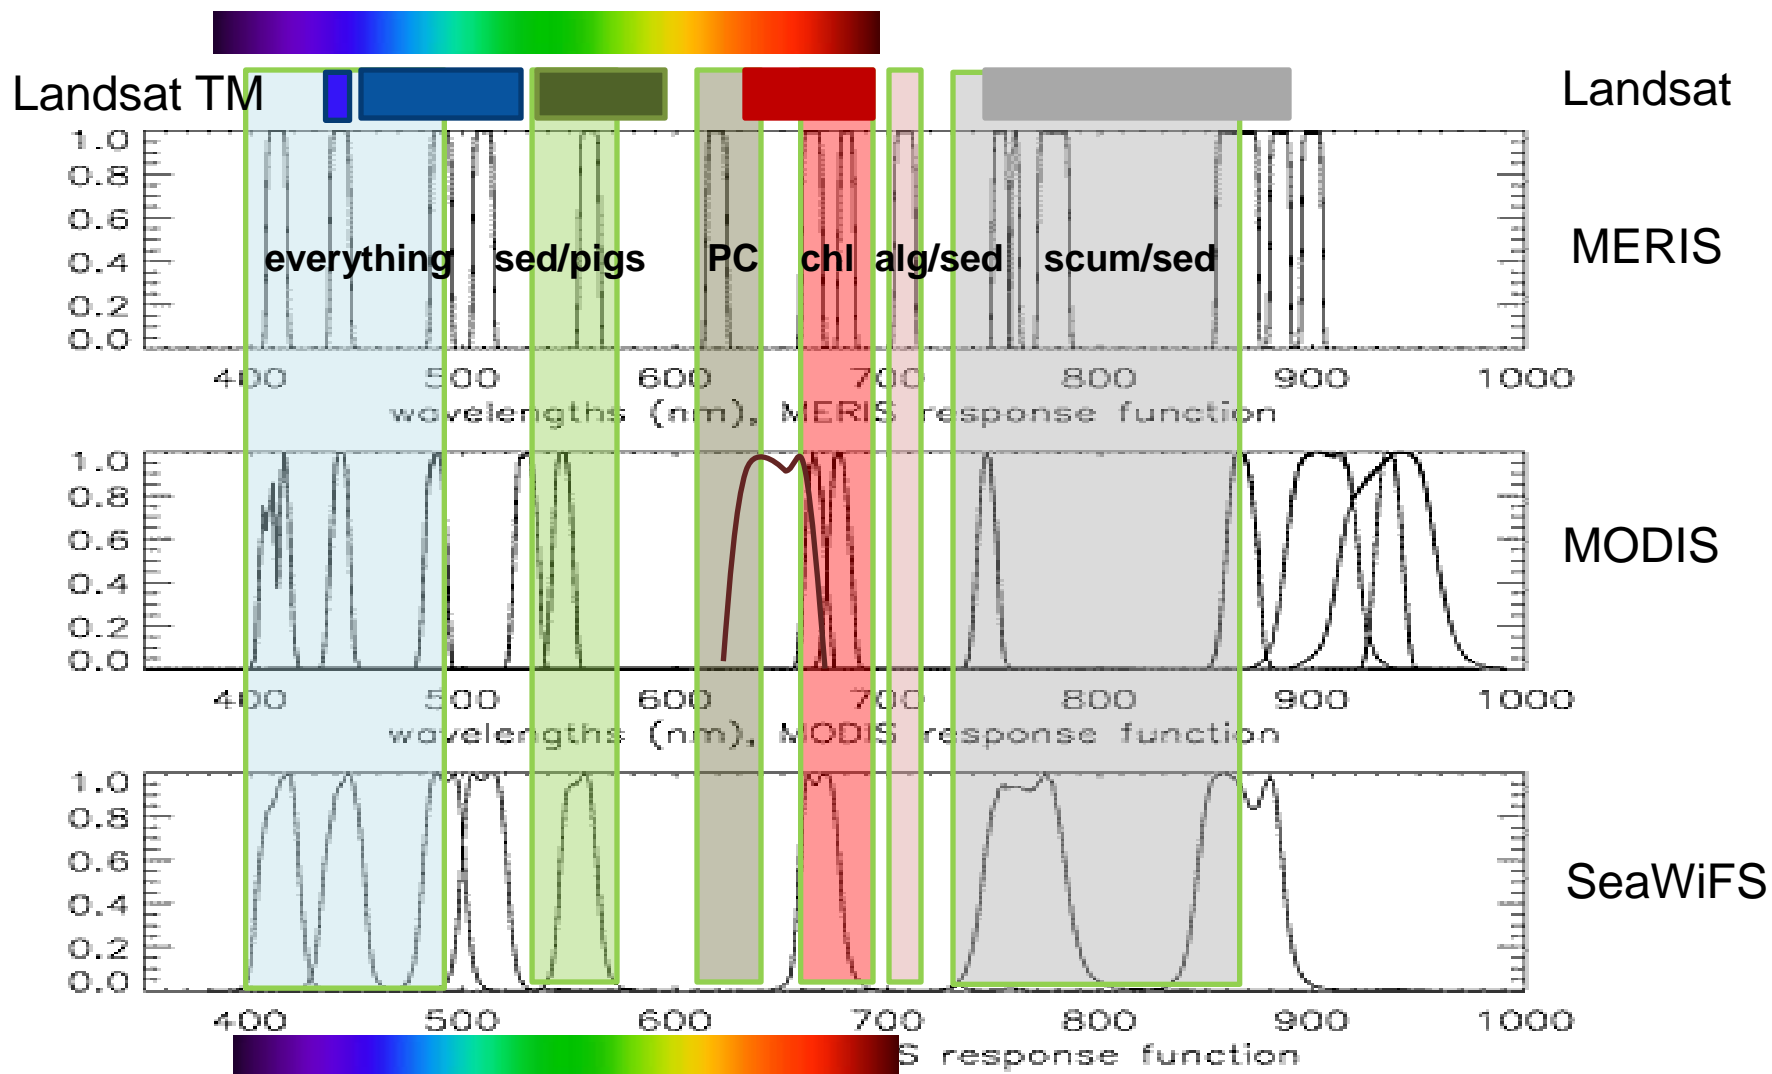 Landsat TM
Landsat
1.0
0.8
0.6
0.4
0.2
0.0
everything sed/pigs PC chl alg/sed scum/sed
MERIS
400 500 600 700 800 900 1000
wavelengths (nm), MERIS response function
1.0
0.8
0.6
0.4
0.2
0.0
MODIS
400 500 600 700 800 900 1000
wavelengths (nm), MODIS response function
1.0
0.8
0.6
0.4
0.2
0.0
SeaWiFS
400 500 600 700 800 900 1000
S response function